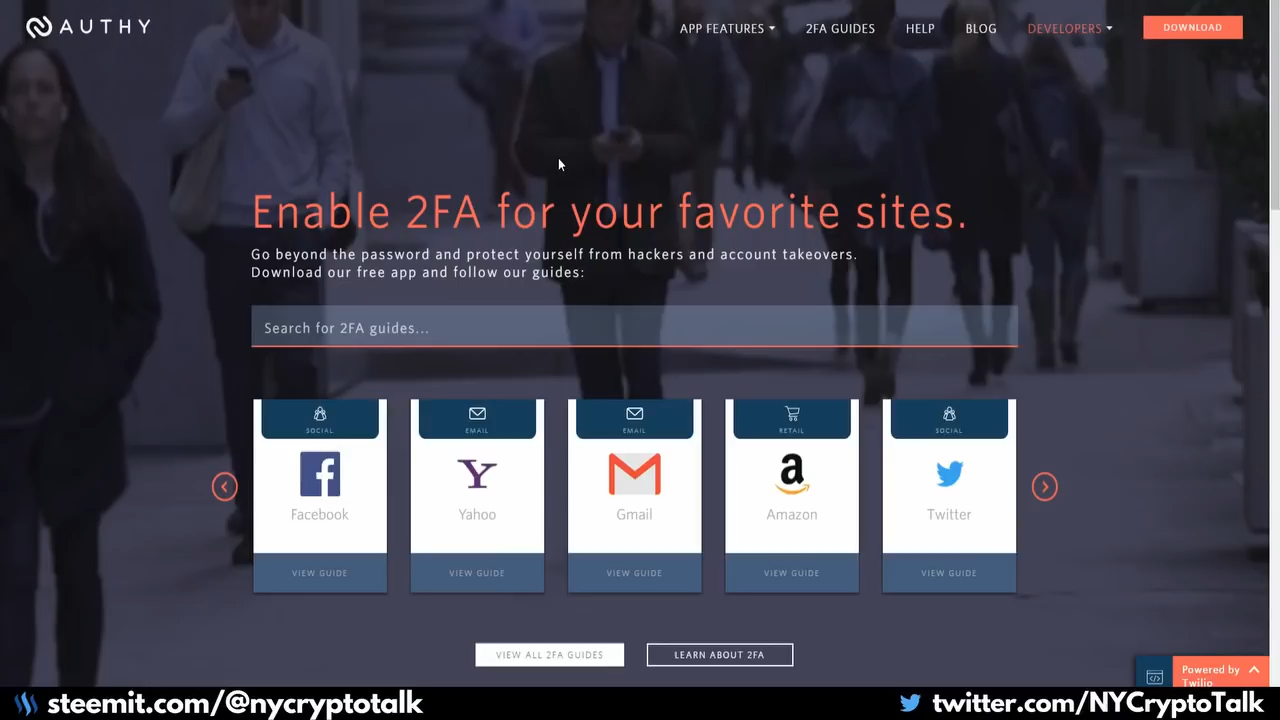 AUTHY
APP FEATURES
2FA GUIDES
HELP
BLOG
DEVELOPERS
DOWNLOAD
Enable 2FA for your favorite sites.
Go beyond the password and protect yourself from hackers and account takeovers.
Download our free app and follow our guides:
Search for 2FA guides...
SOCIAL
EMAIL
EMAIL
RETAIL
SOCIAL
Facebook
Yahoo
Gmail
Amazon
Twitter
VIEW GUIDE
VIEW GUIDE
VIEW GUIDE
VIEW GUIDE
VIEW GUIDE
VIEW ALL 2FA GUIDES
LEARN ABOUT 2FA
Powered by
Twilio
steemit.com/@nycryptotalk
twitter.com/NYCryptoTalk